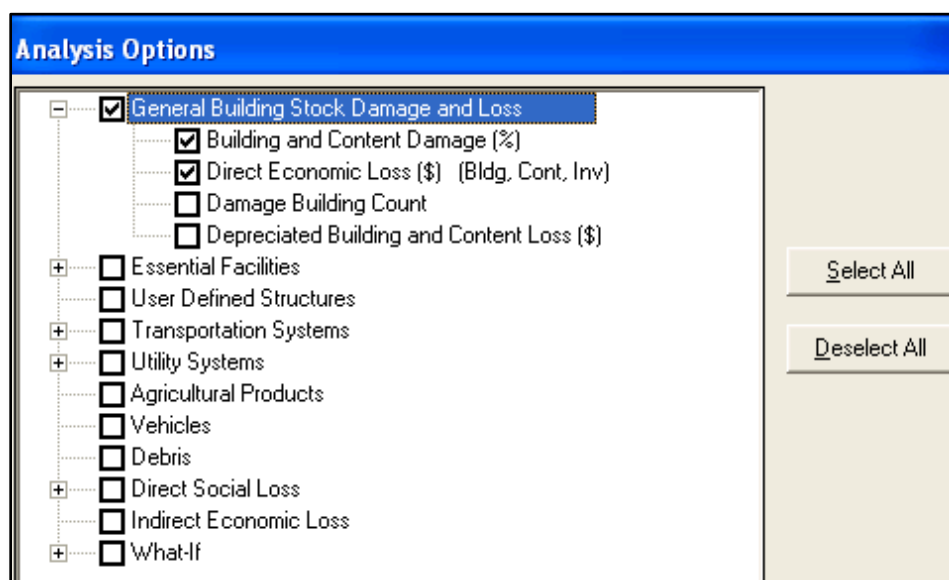 Analysis Options
General Building Stock Damage and Loss
Building and Content Damage (%)
Direct Economic Loss ($) (Bldg, Cont, Inv)
Damage Building Count
Depreciated Building and Content Loss ($)
Essential Facilities
User Defined Structures
Transportation Systems
Utility Systems
Agricultural Products
Vehicles
Debris
Direct Social Loss
Indirect Economic Loss
What-If
Select All
Deselect All